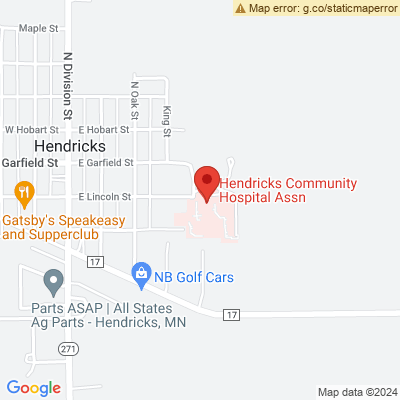 Map error: g.co/staticmaperror
Maple St
N Division St
N Oak St
King St
W Hobart St
E Hobart St
Hendricks
Garfield St
E Garfield St
E Lincoln St
Hendricks Community
Hospital Assn
Gatsby's Speakeasy
and Supperclub
17
NB Golf Cars
Parts ASAP | All States
Ag Parts - Hendricks, MN
17
271
Google
Map data ©2024